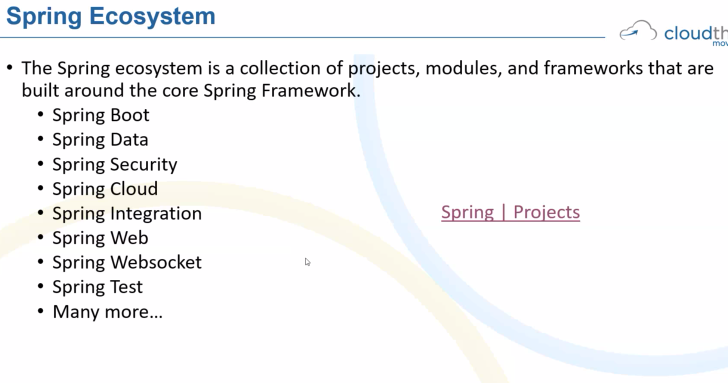 Spring Ecosystem
cloudth
mov
• The Spring ecosystem is a collection of projects, modules, and frameworks that are
built around the core Spring Framework.
• Spring Boot
• Spring Data
• Spring Security
• Spring Cloud
• Spring Integration
Spring | Projects
• Spring Web
• Spring Websocket
• Spring Test
• Many more...